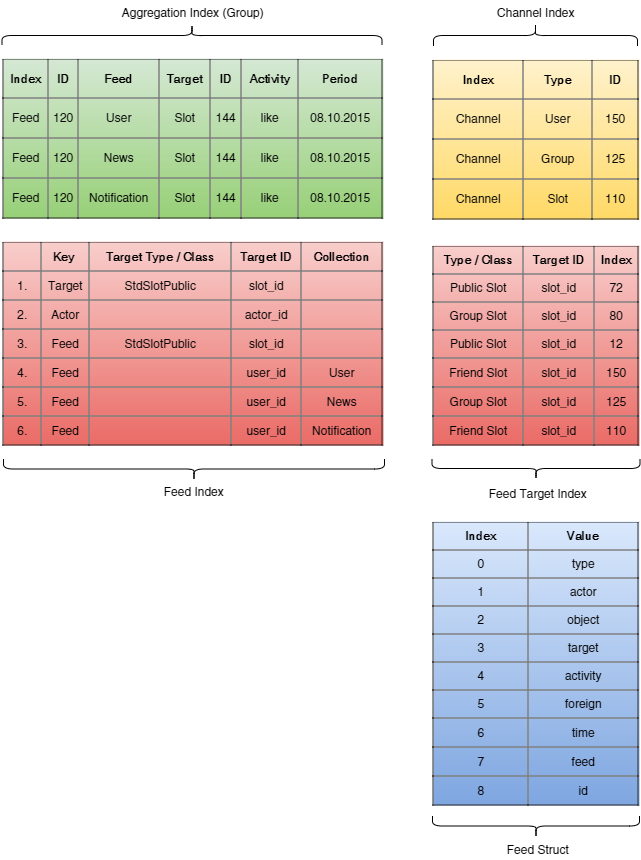 Aggregation Index (Group)
Index ID Feed Target ID Activity Period
Feed 120 User Slot 144 like 08.10.2015
Feed 120 News Slot 144 like 08.10.2015
Feed 120 Notification Slot 144 like 08.10.2015
Channel Index
Index Type ID
Channel User 150
Channel Group 125
Channel Slot 110
Key Target Type / Class Target ID Collection
1. Target StdSlotPublic slot_id
2. Actor actor_id
3. Feed StdSlotPublic slot_id
4. Feed user_id User
5. Feed user_id News
6. Feed user_id Notification
Feed Index
Type / Class Target ID Index
Public Slot slot_id 72
Group Slot slot_id 80
Public Slot slot_id 12
Friend Slot slot_id 150
Group Slot slot_id 125
Friend Slot slot_id 110
Feed Target Index
Index Value
0 type
1 actor
2 object
3 target
4 activity
5 foreign
6 time
7 feed
8 id
Feed Struct